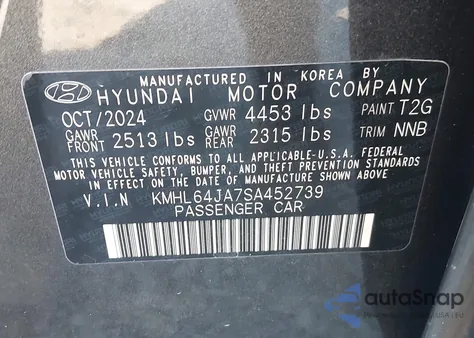 MANUFACTURED IN KOREA BY
HYUNDAI MOTOR COMPANY
OCT/2024 GVWR 4453 lbs PAINT T2G
GAWR FRONT 2513 lbs GAWR REAR 2315 lbs TRIM NNB
THIS VEHICLE CONFORMS TO ALL APPLICABLE-U.S.A. FEDERAL
MOTOR VEHICLE SAFETY, BUMPER, AND THEFT PREVENTION STANDARDS
IN EFFECT ON THE DATE OF MANUFACTURE SHOWN ABOVE.
V.I.N KMHL64JA7SA452739
PASSENGER CAR
autoSnap